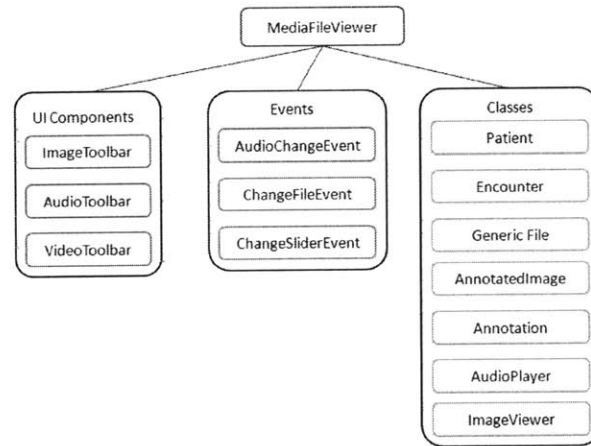 MediaFileViewer
UI Components
ImageToolbar
AudioToolbar
VideoToolbar
Events
AudioChangeEvent
ChangeFileEvent
ChangeSliderEvent
Classes
Patient
Encounter
Generic File
AnnotatedImage
Annotation
AudioPlayer
ImageViewer